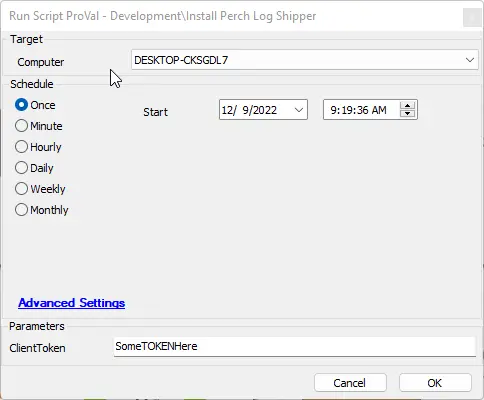 Run Script ProVal - Development\Install Perch Log Shipper
Target
Computer DESKTOP-CKSGDL7
Schedule
Once Start 12/ 9/2022 9:19:36 AM
Minute
Hourly
Daily
Weekly
Monthly
Advanced Settings
Parameters
ClientToken SomeTOKENHere
Cancel OK